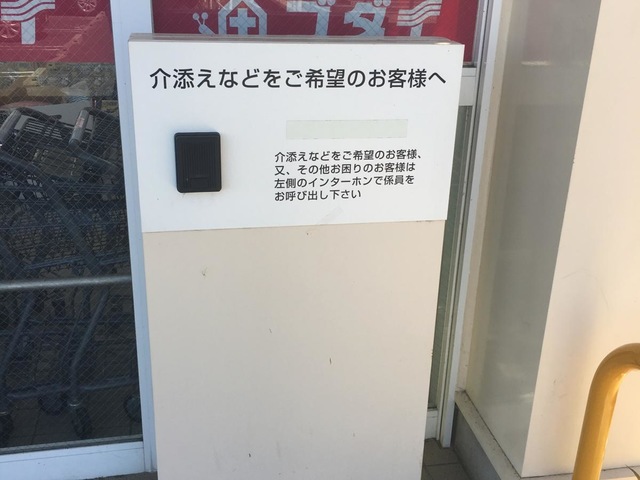 ゴダイ
介添えなどをご希望のお客様へ
介添えなどをご希望のお客様、
又、その他お困りのお客様は
左側のインターホンで係員を
お呼び出し下さい